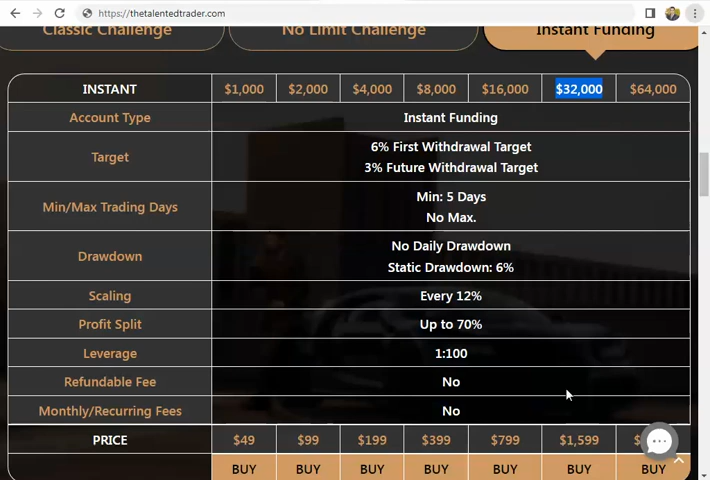 https://thetalentedtrader.com
Classic Challenge No Limit Challenge Instant Funding
INSTANT $1,000 $2,000 $4,000 $8,000 $16,000 $32,000 $64,000
Account Type Instant Funding
Target 6% First Withdrawal Target
3% Future Withdrawal Target
Min/Max Trading Days Min: 5 Days
No Max.
Drawdown No Daily Drawdown
Static Drawdown: 6%
Scaling Every 12%
Profit Split Up to 70%
Leverage 1:100
Refundable Fee No
Monthly/Recurring Fees No
PRICE $49 $99 $199 $399 $799 $1,599
BUY BUY BUY BUY BUY BUY BUY